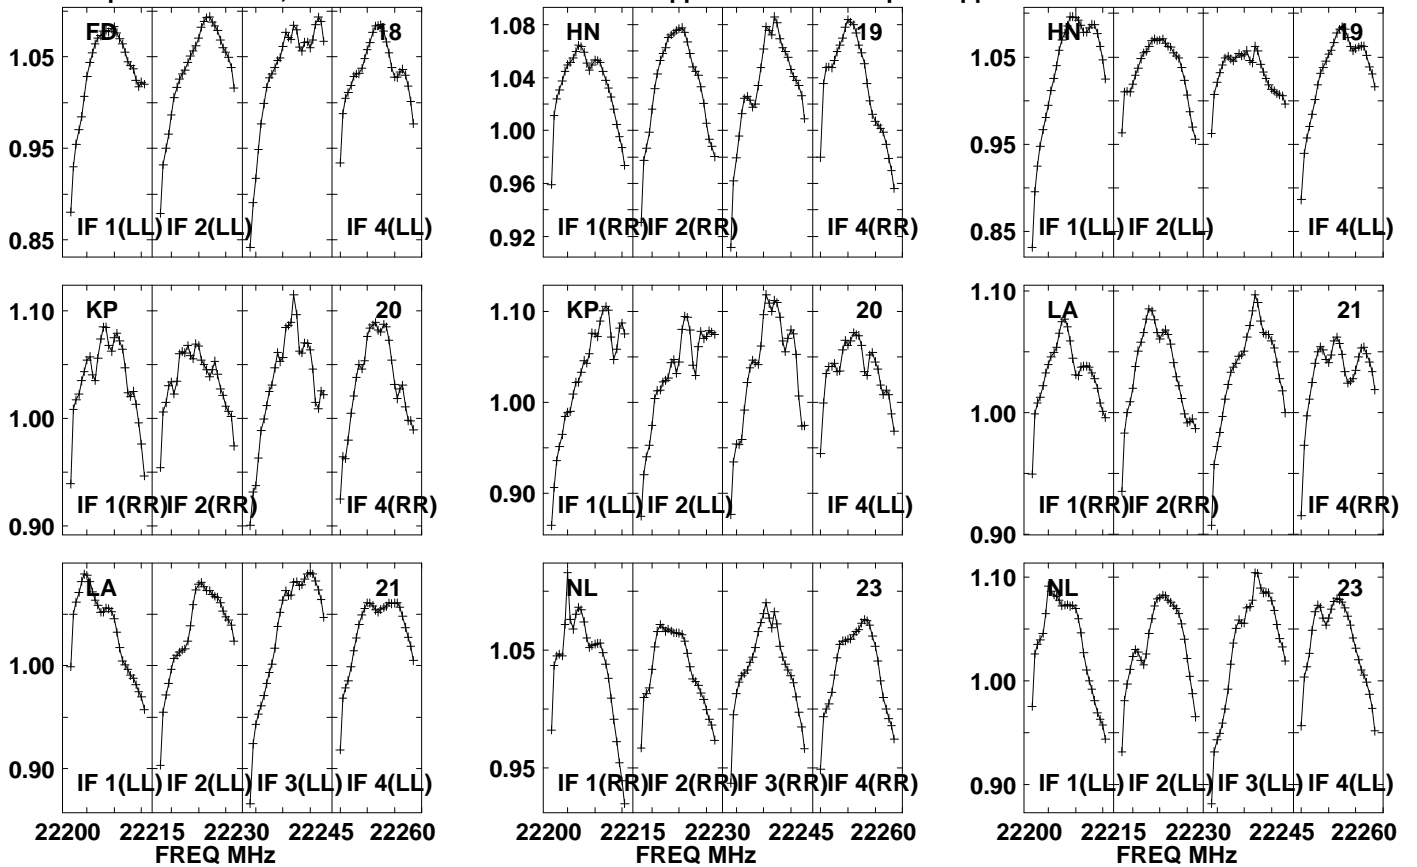 FD 18
1.05
0.95
0.85
IF 1(LL) IF 2(LL) IF 4(LL)
HN 19
1.08
1.04
1.00
0.96
0.92
IF 1(RR) IF 2(RR) IF 4(RR)
HN 19
1.05
0.95
0.85
IF 1(LL) IF 2(LL) IF 4(LL)
KP 20
1.10
1.00
0.90
IF 1(RR) IF 2(RR) IF 4(RR)
KP 20
1.10
1.00
0.90
IF 1(LL) IF 2(LL) IF 4(LL)
LA 21
1.10
1.00
0.90
IF 1(RR) IF 2(RR) IF 4(RR)
LA 21
1.00
0.90
IF 1(LL) IF 2(LL) IF 3(LL) IF 4(LL)
22200 22215 22230 22245 22260
FREQ MHz
NL 23
1.05
0.95
IF 1(RR) IF 2(RR) IF 3(RR) IF 4(RR)
22200 22215 22230 22245 22260
FREQ MHz
NL 23
1.10
1.00
0.90
IF 1(LL) IF 2(LL) IF 3(LL) IF 4(LL)
22200 22215 22230 22245 22260
FREQ MHz